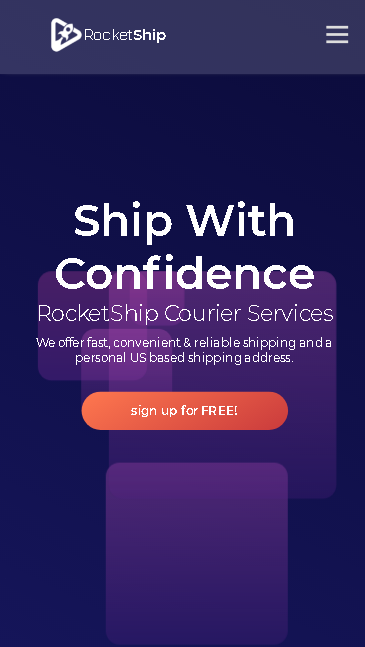 RocketShip
Ship With
Confidence
RocketShip Courier Services
We offer fast, convenient & reliable shipping and a
personal US based shipping address.
sign up for FREE!